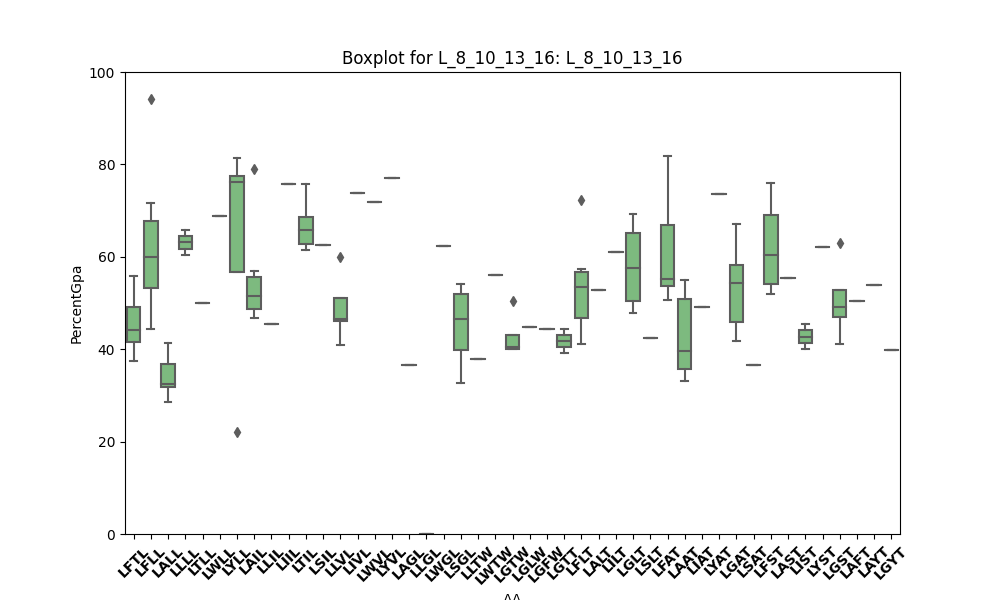 Boxplot for L_8_10_13_16: L_8_10_13_16
PercentGpa
100
80
60
40
20
0
LFTL LFLL LALL LLLL LTLL LWLL LYLL LAIL LLIL LIIL LTIL LSIL LLVL LIVL LWVL LYVL LAGL LLGL LWGL LSGL LLTW LWTW LGTW LGLW LGFW LGTT LFLT LALT LILT LGLT LSLT LFAT LAAT LIAT LYAT LGAT LSAT LFST LAST LIST LYST LGST LAFT LAYT LGYT